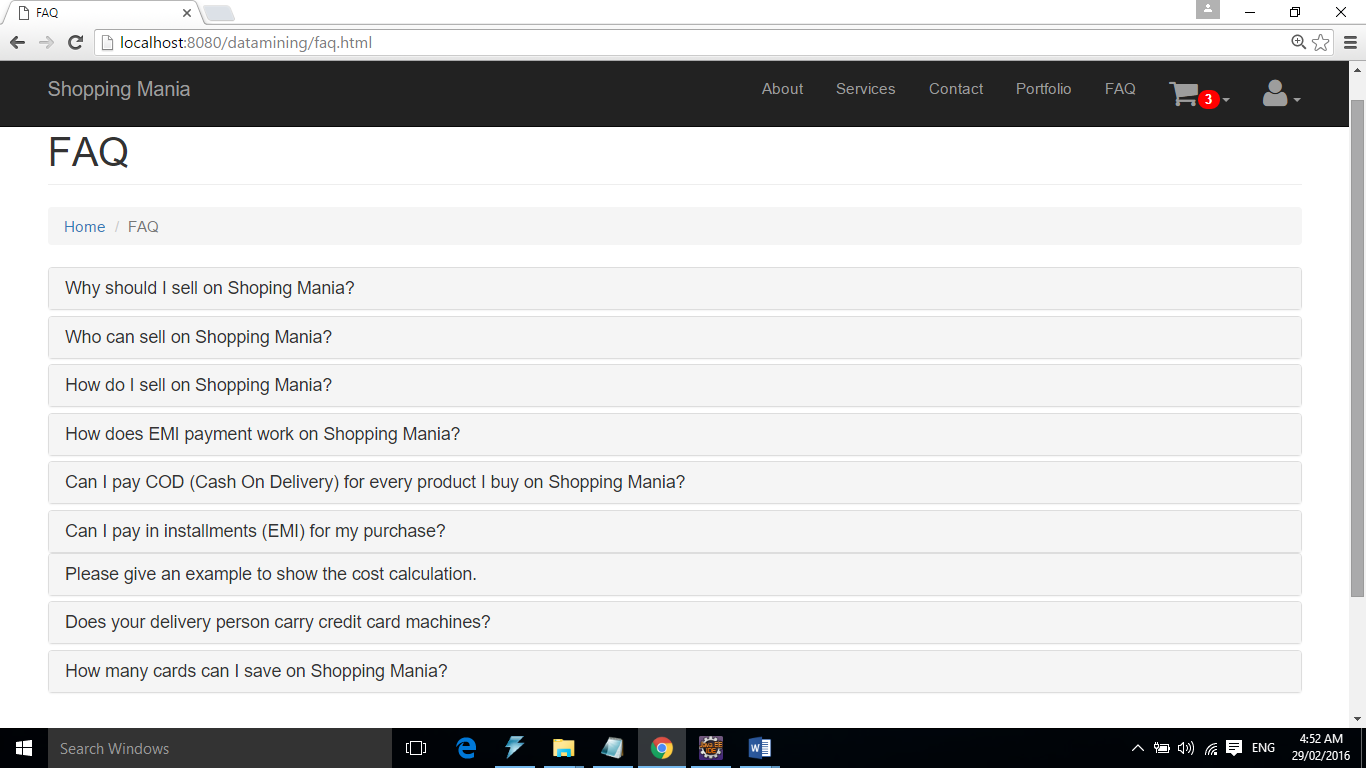 FAQ
localhost:8080/datamining/faq.html
Shopping Mania
About
Services
Contact
Portfolio
FAQ
3
FAQ
Home / FAQ
Why should I sell on Shoping Mania?
Who can sell on Shopping Mania?
How do I sell on Shopping Mania?
How does EMI payment work on Shopping Mania?
Can I pay COD (Cash On Delivery) for every product I buy on Shopping Mania?
Can I pay in installments (EMI) for my purchase?
Please give an example to show the cost calculation.
Does your delivery person carry credit card machines?
How many cards can I save on Shopping Mania?
Search Windows
ENG
4:52 AM
29/02/2016